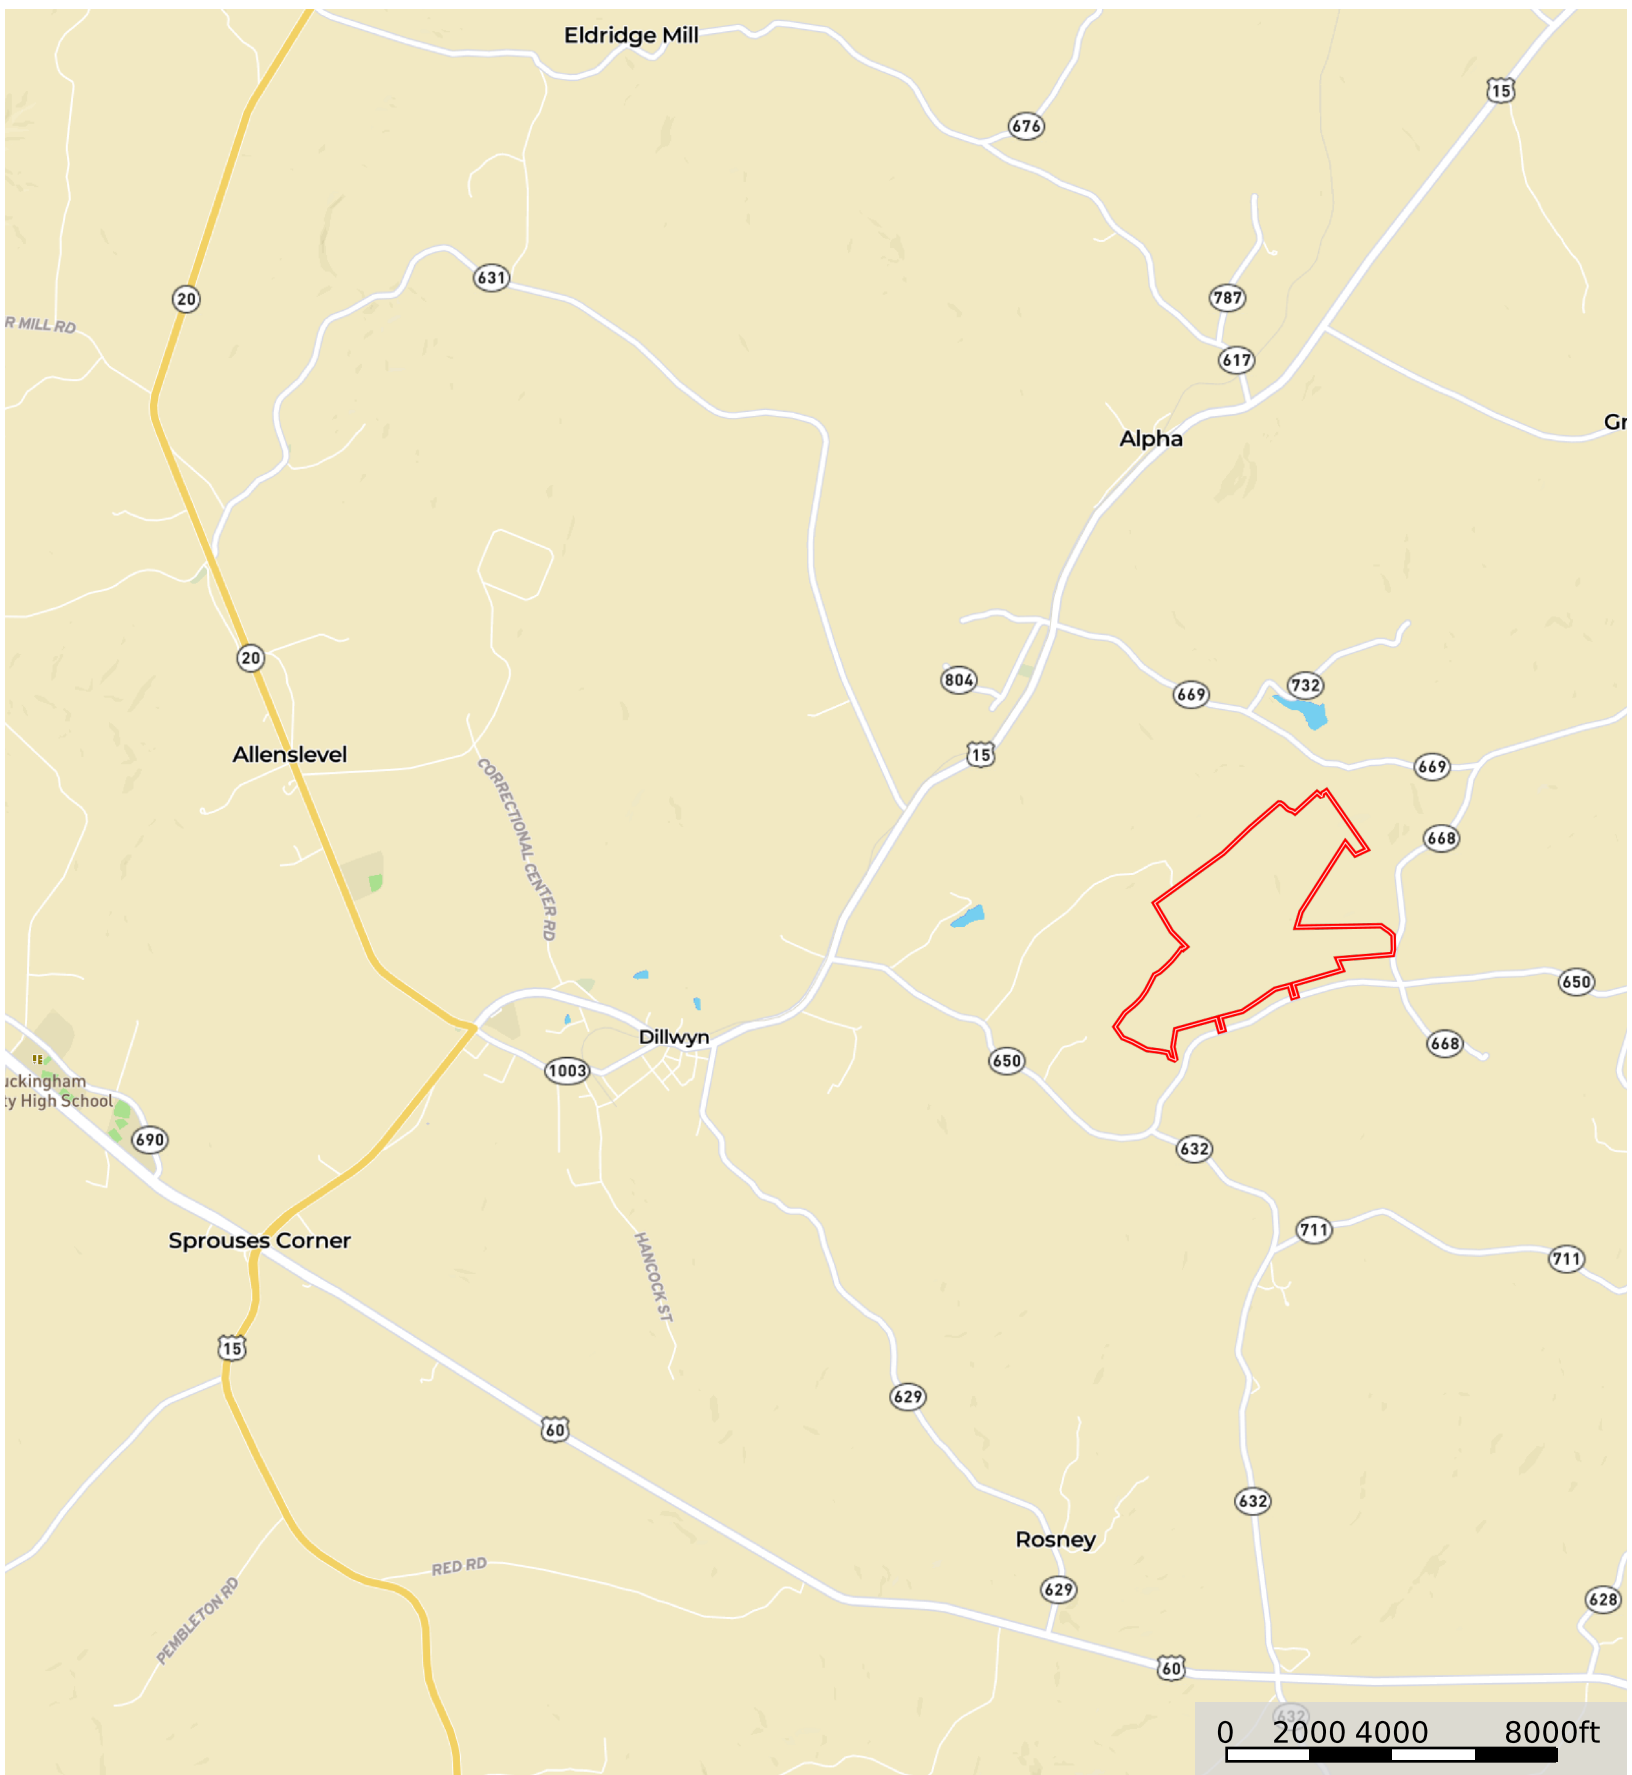 Eldridge Mill
15
676
631
20
787
R MILL RD
617
Gr
Alpha
20
804
669
732
15
Allenslevel
669
CORRECTIONAL CENTER RD
668
650
Dillwyn
668
650
1003
uckingham
ty High School
690
632
711
Sprouses Corner
711
HANCOCK ST
15
629
60
632
Rosney
RED RD
629
PEMBLETON RD
628
60
632
0 2000 4000 8000ft